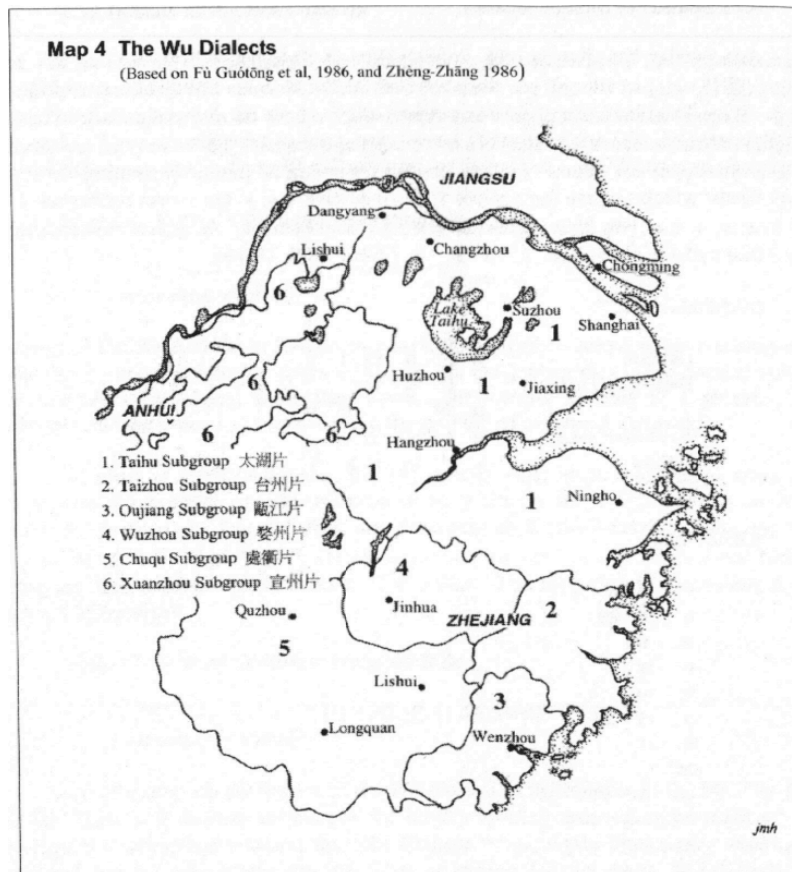 Map 4 The Wu Dialects
(Based on Fù Guótōng et al, 1986, and Zhèng-Zhāng 1986)
JIANGSU
Dangyang
Lishui
Changzhou
Chongming
6
Lake Taihu
Suzhou
1
Shanghai
Huzhou
1
Jiaxing
6
ANHUI
6
6
Hangzhou
1
1
Ningho
1. Taihu Subgroup 太湖片
2. Taizhou Subgroup 台州片
3. Oujiang Subgroup 甌江片
4. Wuzhou Subgroup 婺州片
5. Chuqu Subgroup 處衢片
6. Xuanzhou Subgroup 宣州片
4
Quzhou
Jinhua
2
ZHEJIANG
5
Lishui
3
Longquan
Wenzhou
jmh